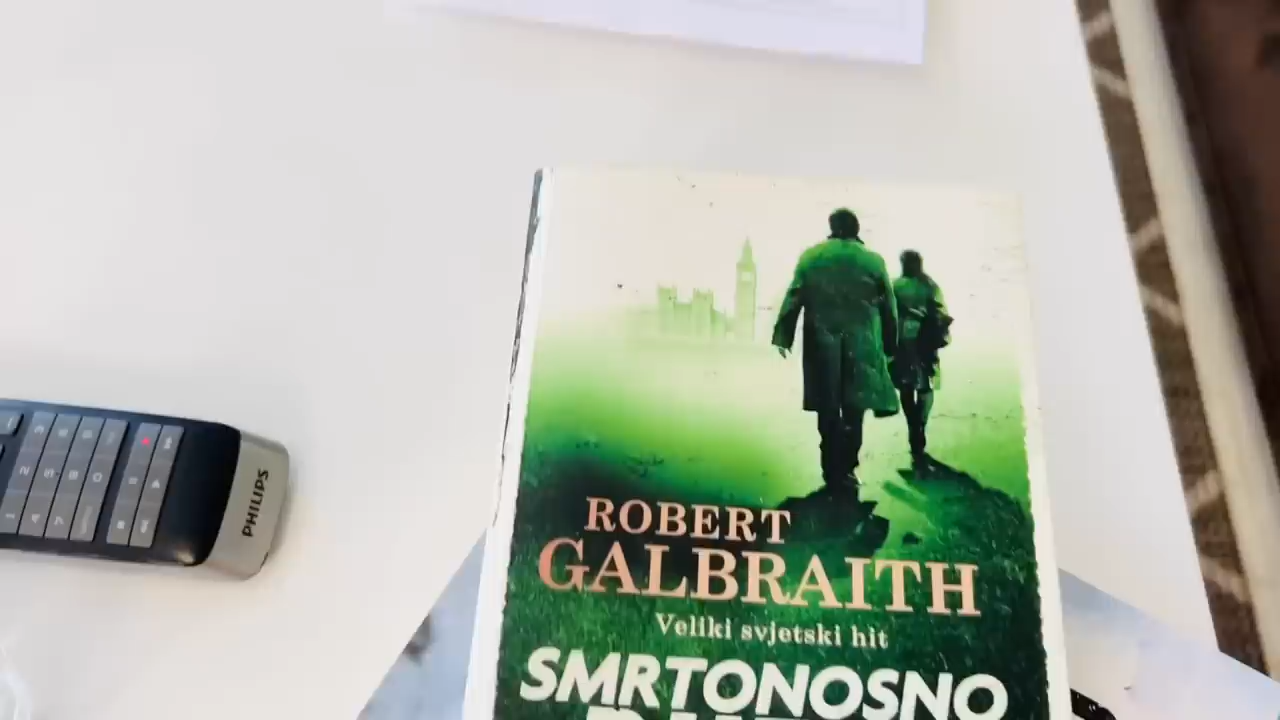 ROBERT
GALBRAITH
Veliki svjetski hit
SMRTONOSNO
PHILIPS